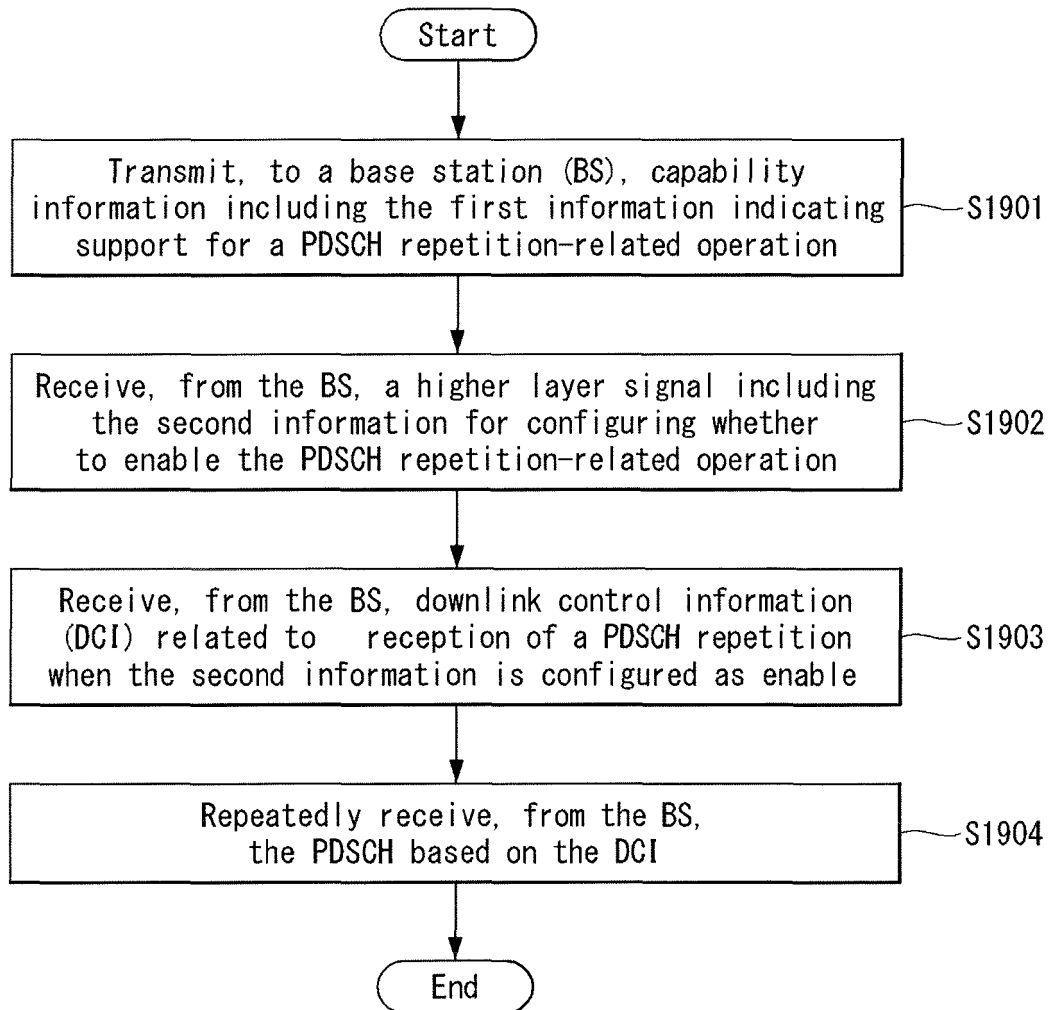 Start
Transmit, to a base station (BS), capability
information including the first information indicating
support for a PDSCH repetition-related operation
S1901
Receive, from the BS, a higher layer signal including
the second information for configuring whether
to enable the PDSCH repetition-related operation
S1902
Receive, from the BS, downlink control information
(DCI) related to reception of a PDSCH repetition
when the second information is configured as enable
S1903
Repeatedly receive, from the BS,
the PDSCH based on the DCI
S1904
End